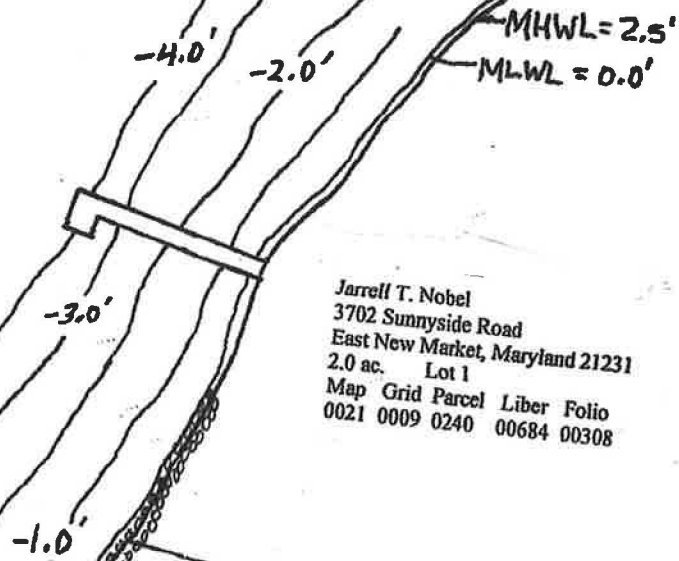 MHWL = 2.5'
-4.0'
-2.0'
MLWL = 0.0'
Jarrell T. Nobel
3702 Sunnyside Road
East New Market, Maryland 21231
2.0 ac. Lot 1
Map Grid Parcel Liber Folio
0021 0009 0240 00684 00308
-3.0'
-1.0'